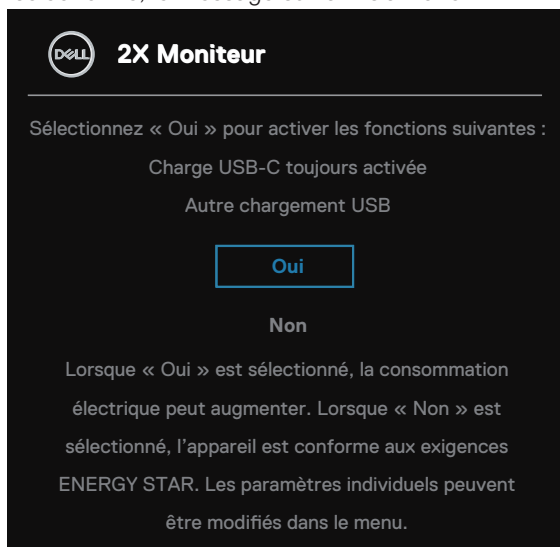 DELL
2X Moniteur
Sélectionnez « Oui » pour activer les fonctions suivantes :
Charge USB-C toujours activée
Autre chargement USB
Oui
Non
Lorsque « Oui » est sélectionné, la consommation
électrique peut augmenter. Lorsque « Non » est
sélectionné, l'appareil est conforme aux exigences
ENERGY STAR. Les paramètres individuels peuvent
être modifiés dans le menu.